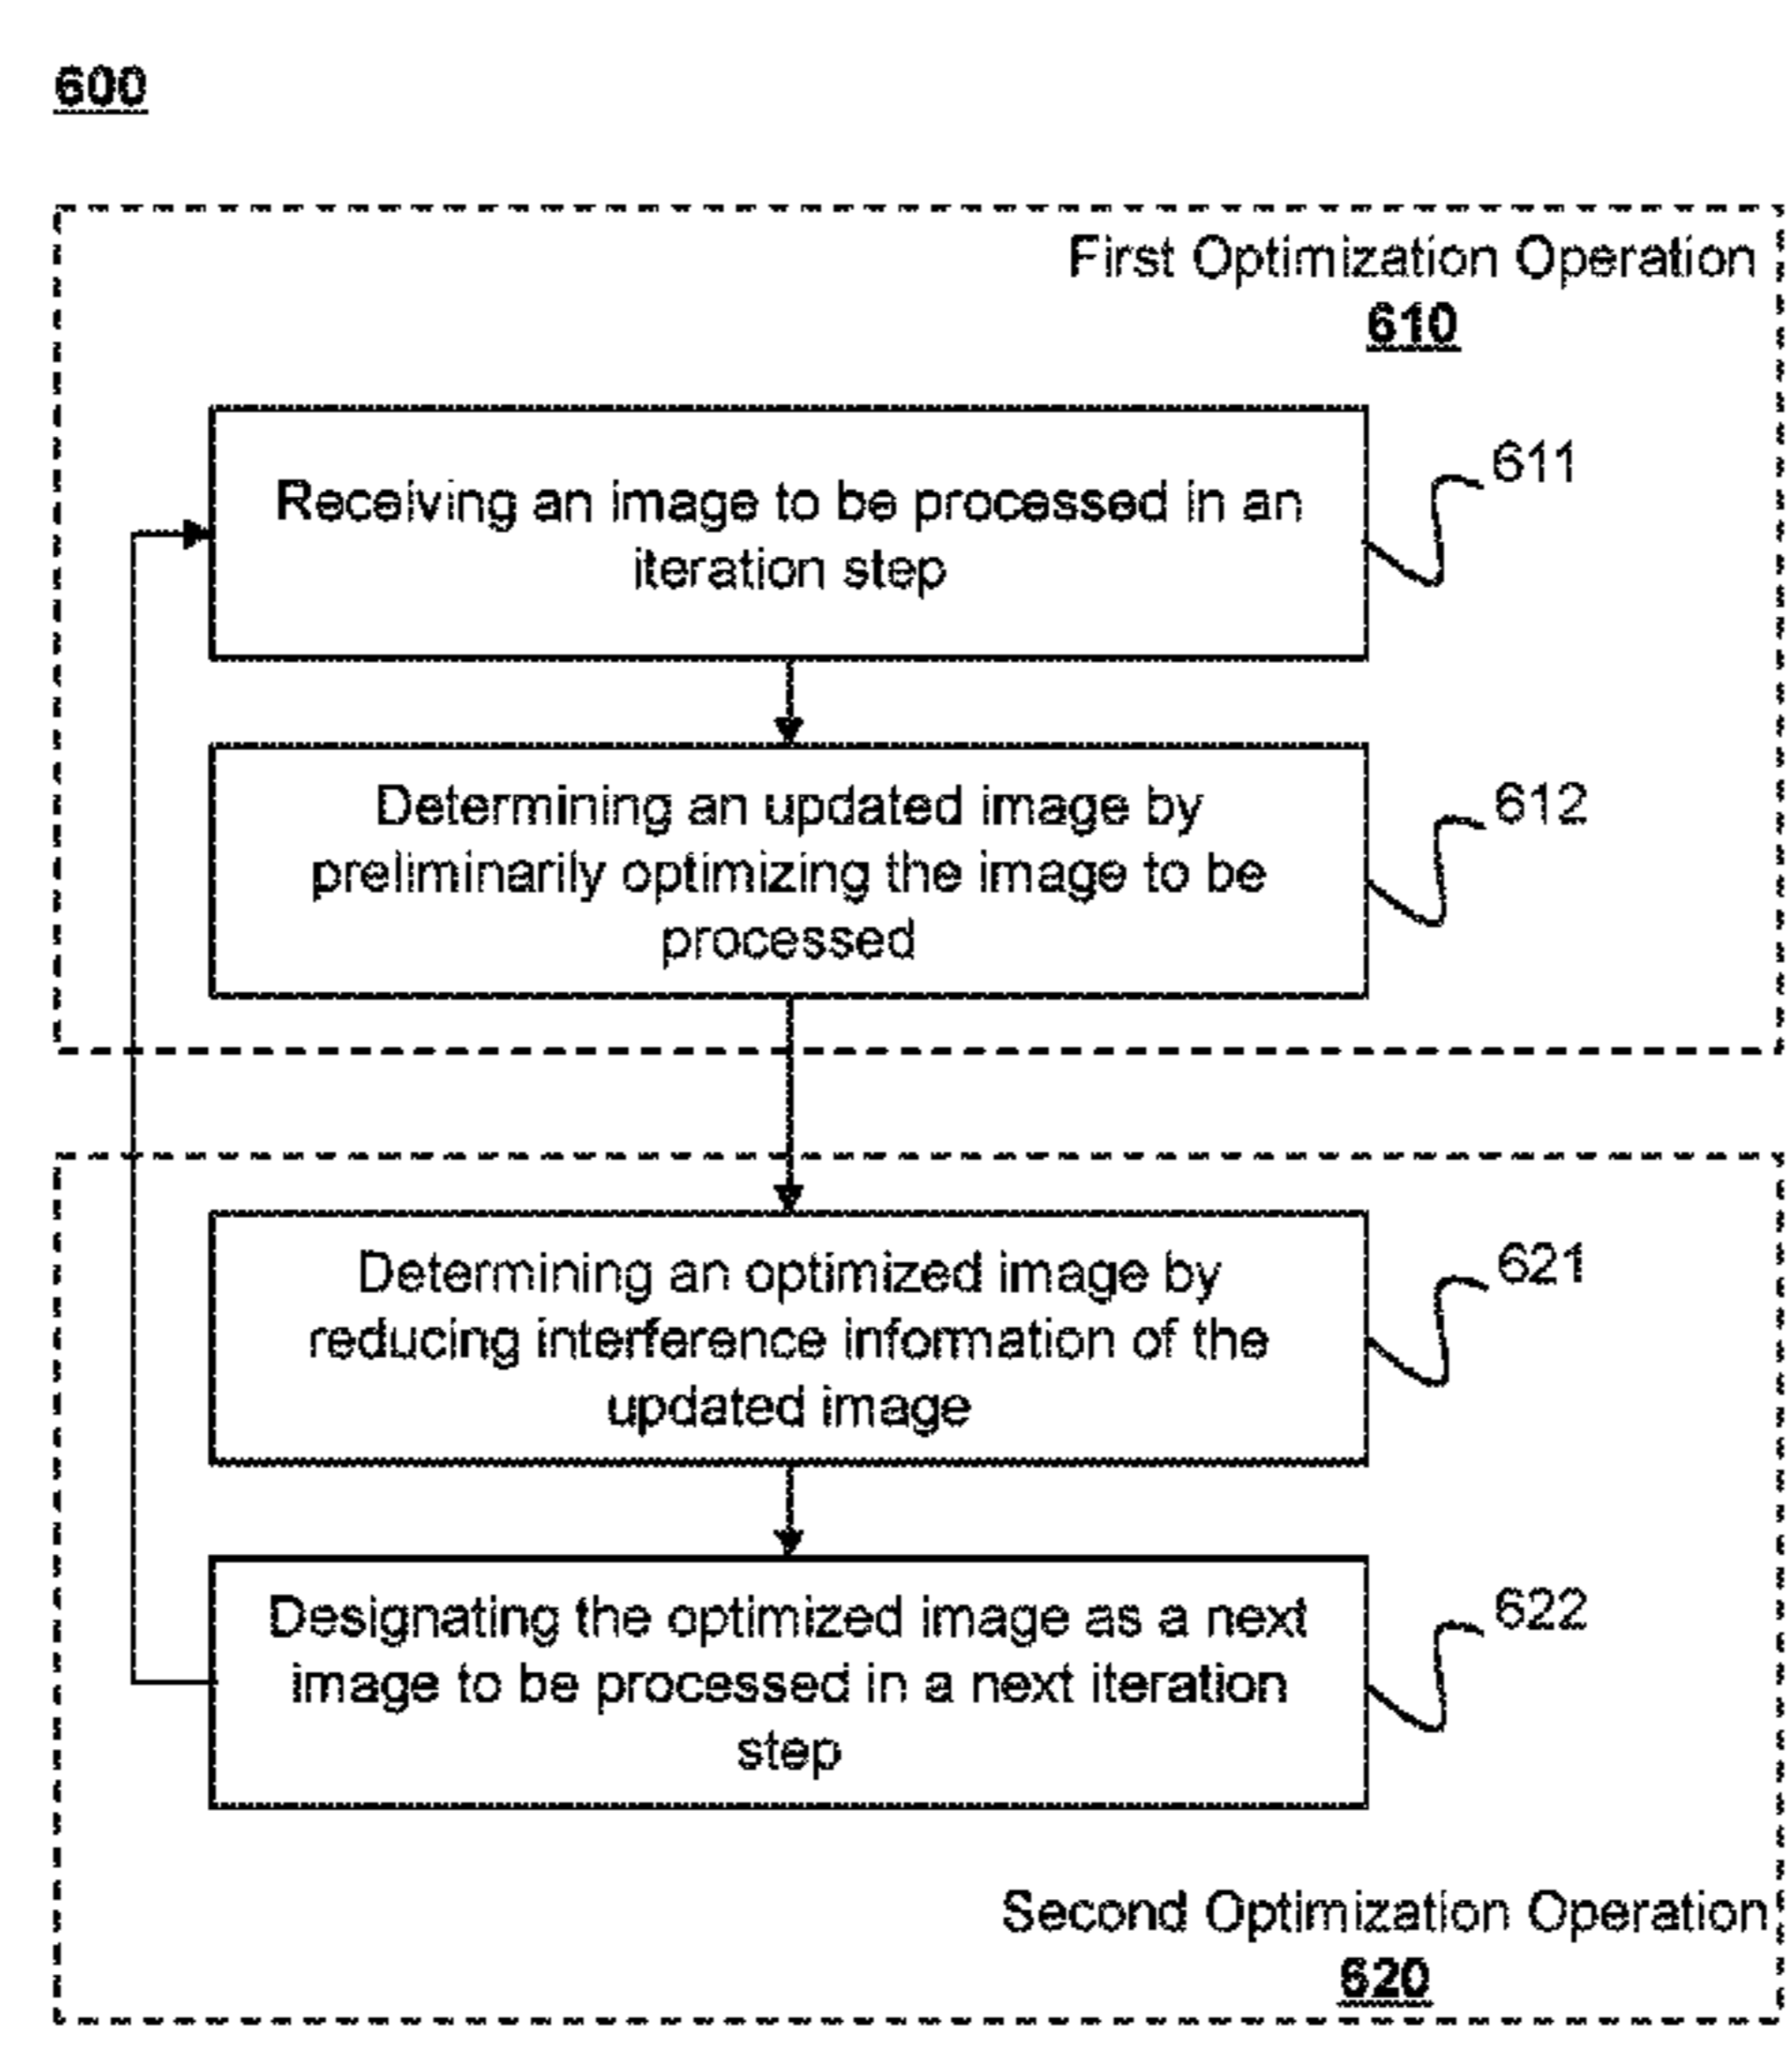 600
First Optimization Operation
610
Receiving an image to be processed in an
iteration step
611
Determining an updated image by
preliminarily optimizing the image to be
processed
612
Determining an optimized image by
reducing interference information of the
updated image
621
Designating the optimized image as a next
image to be processed in a next iteration
step
622
Second Optimization Operation
620